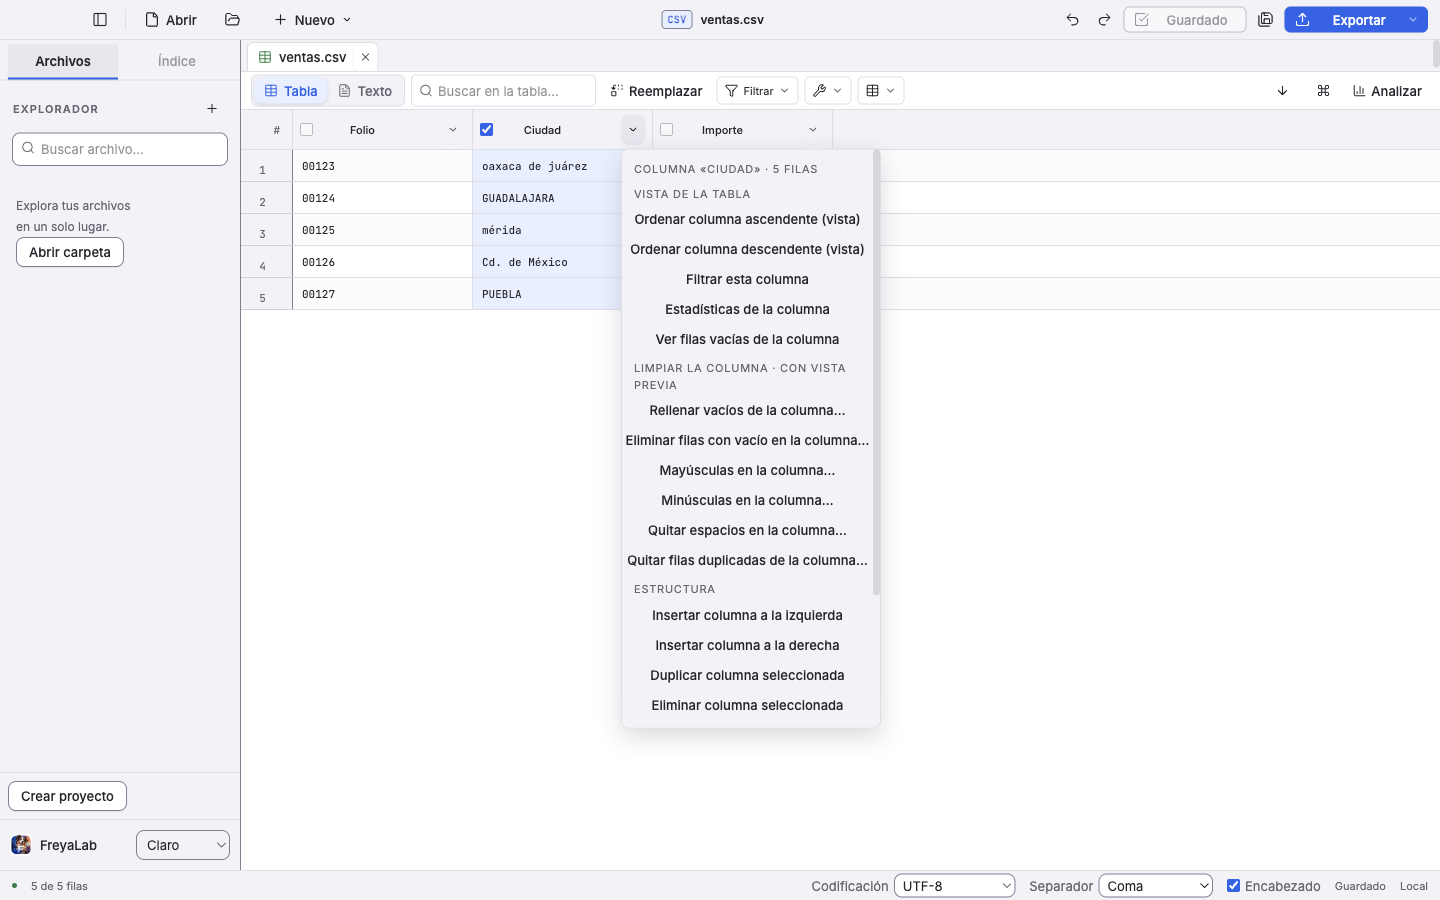 Abrir
Nuevo
CSV
ventas.csv
Guardado
Exportar
Archivos
Índice
ventas.csv
EXPLORADOR
Buscar archivo...
Explora tus archivos
en un solo lugar.
Abrir carpeta
Tabla
Texto
Buscar en la tabla...
Reemplazar
Filtrar
Analizar
# Folio Ciudad Importe
1 00123 oaxaca de juárez
2 00124 GUADALAJARA
3 00125 mérida
4 00126 Cd. de México
5 00127 PUEBLA
COLUMNA «CIUDAD» · 5 FILAS
VISTA DE LA TABLA
Ordenar columna ascendente (vista)
Ordenar columna descendente (vista)
Filtrar esta columna
Estadísticas de la columna
Ver filas vacías de la columna
LIMPIAR LA COLUMNA · CON VISTA
PREVIA
Rellenar vacíos de la columna...
Eliminar filas con vacío en la columna...
Mayúsculas en la columna...
Minúsculas en la columna...
Quitar espacios en la columna...
Quitar filas duplicadas de la columna...
ESTRUCTURA
Insertar columna a la izquierda
Insertar columna a la derecha
Duplicar columna seleccionada
Eliminar columna seleccionada
Crear proyecto
FreyaLab
Claro
5 de 5 filas
Codificación UTF-8
Separador Coma
Encabezado
Guardado
Local